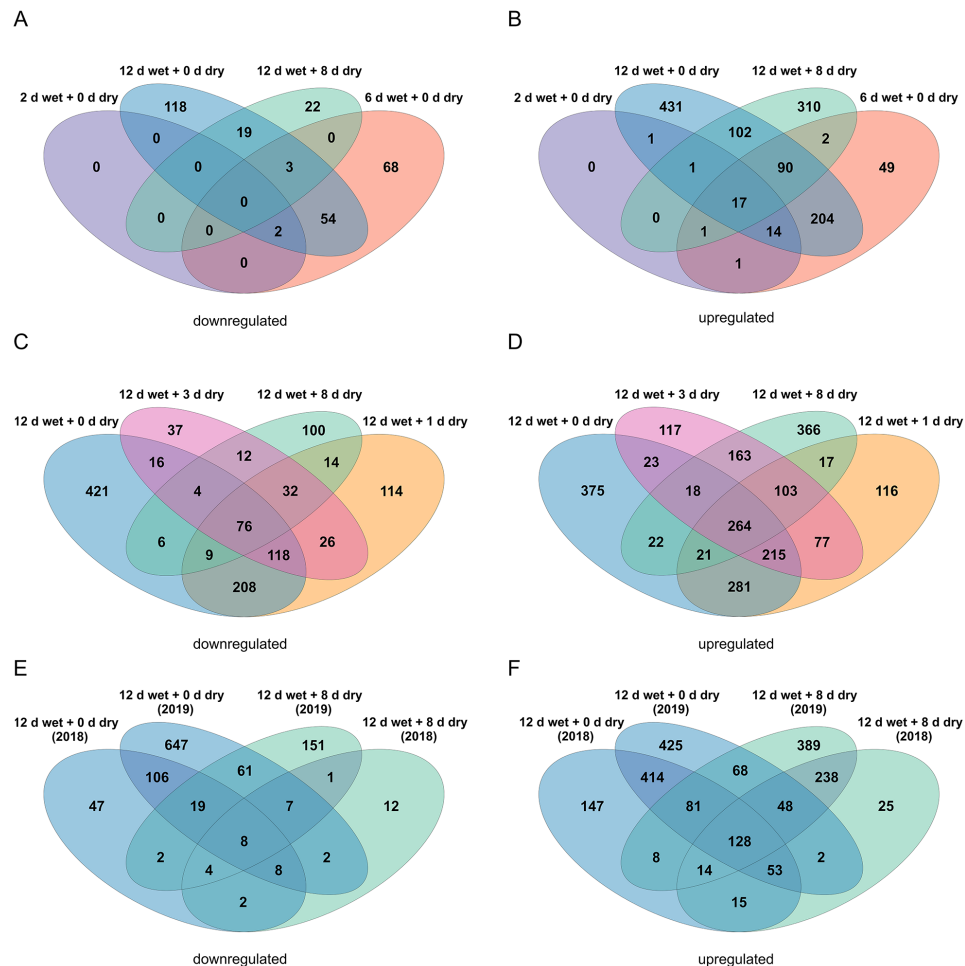 A
B
12 d wet + 0 d dry 12 d wet + 8 d dry
2 d wet + 0 d dry 6 d wet + 0 d dry
118 22
0 19 0
0 0 3 68
0
0 0 2 54
0
downregulated
12 d wet + 0 d dry 12 d wet + 8 d dry
2 d wet + 0 d dry 6 d wet + 0 d dry
431 310
1 102 2
0 1 90 49
17
0 1 14 204
1
upregulated
C
D
12 d wet + 3 d dry 12 d wet + 8 d dry
12 d wet + 0 d dry 12 d wet + 1 d dry
37 100
16 12 14
421 4 32 114
76
6 9 118 26
208
downregulated
12 d wet + 3 d dry 12 d wet + 8 d dry
12 d wet + 0 d dry 12 d wet + 1 d dry
117 366
23 163 17
375 18 103 116
264
22 21 215 77
281
upregulated
E
F
12 d wet + 0 d dry 12 d wet + 8 d dry
(2019) (2019)
12 d wet + 0 d dry 12 d wet + 8 d dry
(2018) (2018)
647 151
106 61 1
47 19 7 12
8
2 4 8 2
2
downregulated
12 d wet + 0 d dry 12 d wet + 8 d dry
(2019) (2019)
12 d wet + 0 d dry 12 d wet + 8 d dry
(2018) (2018)
425 389
414 68 238
147 81 48 25
128
8 14 53 2
15
upregulated